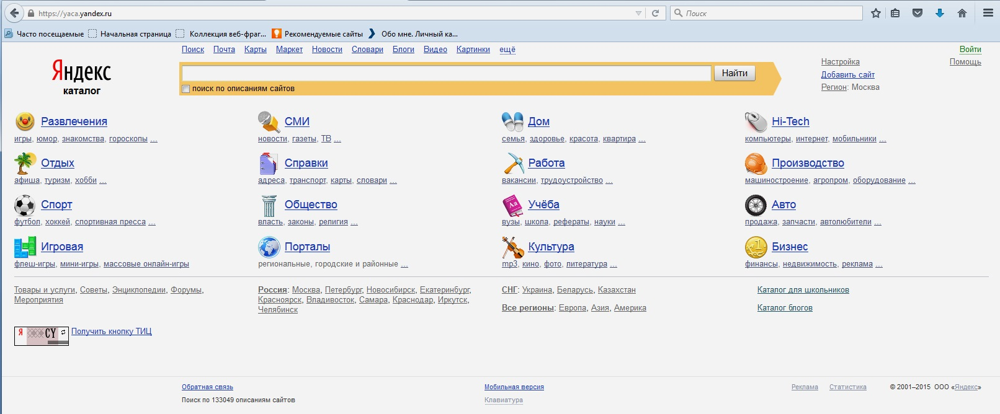 https://yaca.yandex.ru
Поиск
Часто посещаемые Начальная страница Коллекция веб-фраг... Рекомендуемые сайты Обо мне. Личный ка...
Поиск Почта Карты Маркет Новости Словари Блоги Видео Картинки ещё Войти
Настройка Помощь
Яндекс
каталог
Найти
Добавить сайт
поиск по описаниям сайтов
Регион: Москва
Развлечения СМИ Дом Hi-Tech
игры, юмор, знакомства, гороскопы ... новости, газеты, ТВ ... семья, здоровье, красота, квартира ... компьютеры, интернет, мобильники ...
Отдых Справки Работа Производство
афиша, туризм, хобби ... адреса, транспорт, карты, словари ... вакансии, трудоустройство ... машиностроение, агропром, оборудование ...
Спорт Общество Аа Учёба Авто
футбол, хоккей, спортивная пресса ... власть, законы, религия ... вузы, школа, рефераты, науки ... продажа, запчасти, автолюбители ...
Игровая Порталы Культура 1 Бизнес
флеш-игры, мини-игры, массовые онлайн-игры региональные, городские и районные ... mp3, кино, фото, литература ... финансы, недвижимость, реклама ...
Товары и услуги, Советы, Энциклопедии, Форумы, Россия: Москва, Петербург, Новосибирск, Екатеринбург, СНГ: Украина, Беларусь, Казахстан Каталог для школьников
Мероприятия Красноярск, Владивосток, Самара, Краснодар, Иркутск,
Челябинск Все регионы: Европа, Азия, Америка Каталог блогов
Я CY Получить кнопку ТИЦ
Обратная связь Мобильная версия Реклама Статистика © 2001–2015 ООО «Яндекс»
Поиск по 133049 описаниям сайтов Клавиатура